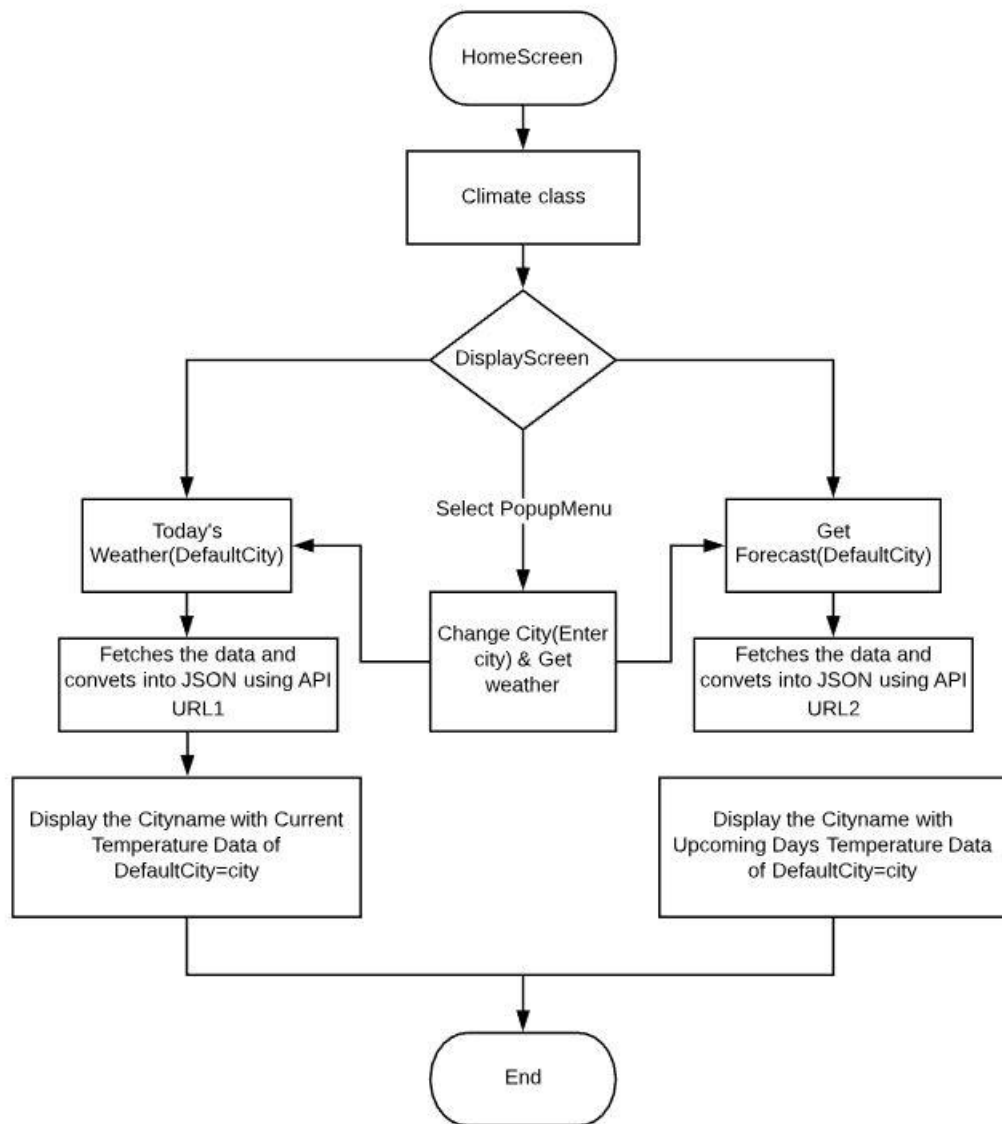 HomeScreen
Climate class
DisplayScreen
Select PopupMenu
Today's
Weather(DefaultCity)
Get
Forecast(DefaultCity)
Change City(Enter
city) & Get
weather
Fetches the data and
convets into JSON using API
URL1
Fetches the data and
convets into JSON using API
URL2
Display the Cityname with Current
Temperature Data of
DefaultCity=city
Display the Cityname with
Upcoming Days Temperature Data
of DefaultCity=city
End